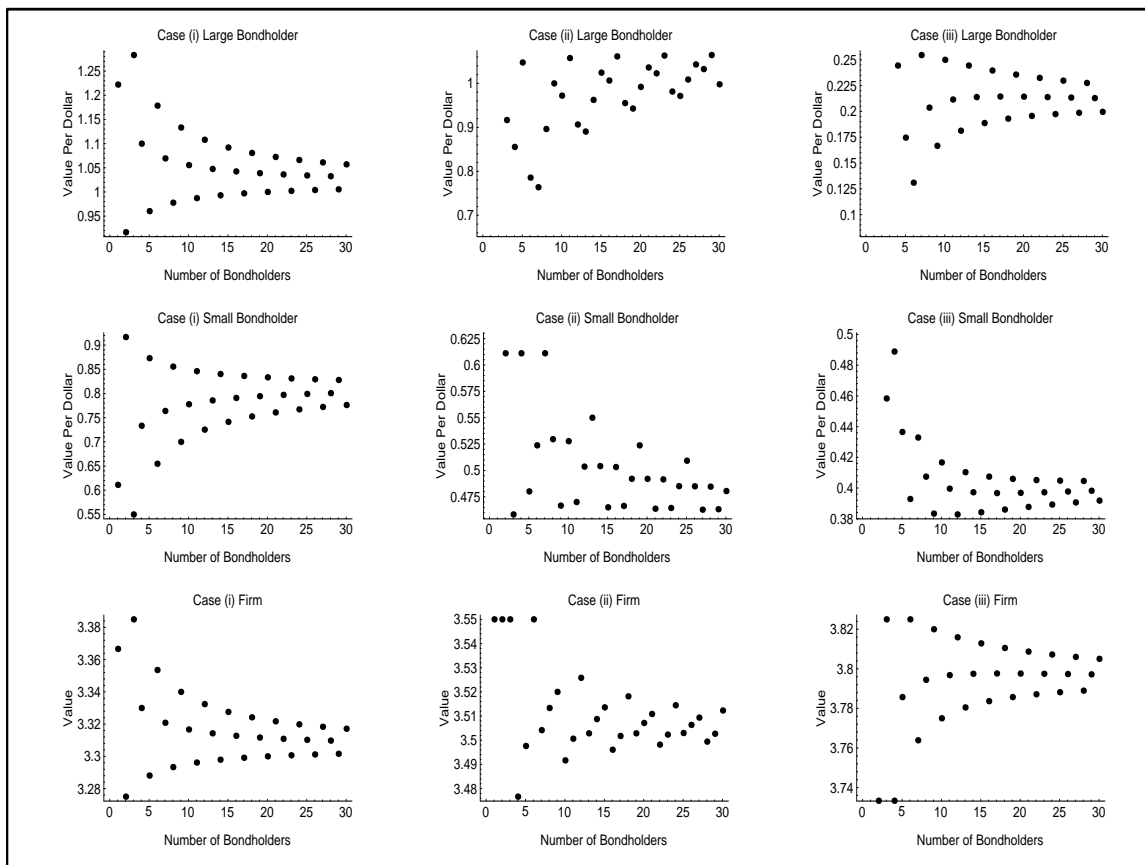 Case (i) Large Bondholder
Value Per Dollar
1.25
1.2
1.15
1.1
1.05
1
0.95
0 5 10 15 20 25 30
Number of Bondholders
Case (ii) Large Bondholder
Value Per Dollar
1
0.9
0.8
0.7
0 5 10 15 20 25 30
Number of Bondholders
Case (iii) Large Bondholder
Value Per Dollar
0.25
0.225
0.2
0.175
0.15
0.125
0.1
0 5 10 15 20 25 30
Number of Bondholders
Case (i) Small Bondholder
Value Per Dollar
0.9
0.85
0.8
0.75
0.7
0.65
0.6
0.55
0 5 10 15 20 25 30
Number of Bondholders
Case (ii) Small Bondholder
Value Per Dollar
0.625
0.6
0.575
0.55
0.525
0.5
0.475
0 5 10 15 20 25 30
Number of Bondholders
Case (iii) Small Bondholder
Value Per Dollar
0.5
0.48
0.46
0.44
0.42
0.4
0.38
0 5 10 15 20 25 30
Number of Bondholders
Case (i) Firm
Value
3.38
3.36
3.34
3.32
3.3
3.28
0 5 10 15 20 25 30
Number of Bondholders
Case (ii) Firm
Value
3.55
3.54
3.53
3.52
3.51
3.5
3.49
3.48
0 5 10 15 20 25 30
Number of Bondholders
Case (iii) Firm
Value
3.82
3.8
3.78
3.76
3.74
0 5 10 15 20 25 30
Number of Bondholders